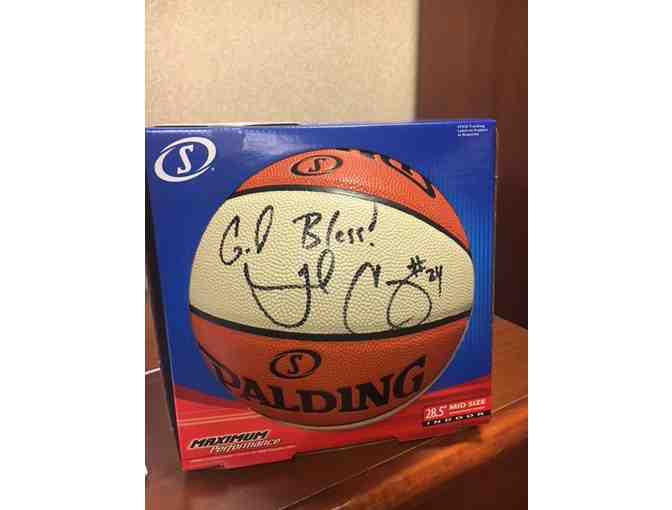 S
S
God Bless!
#24
S
SPALDING
28.5" MID SIZE
INDOOR
MAXIMUM
Performance